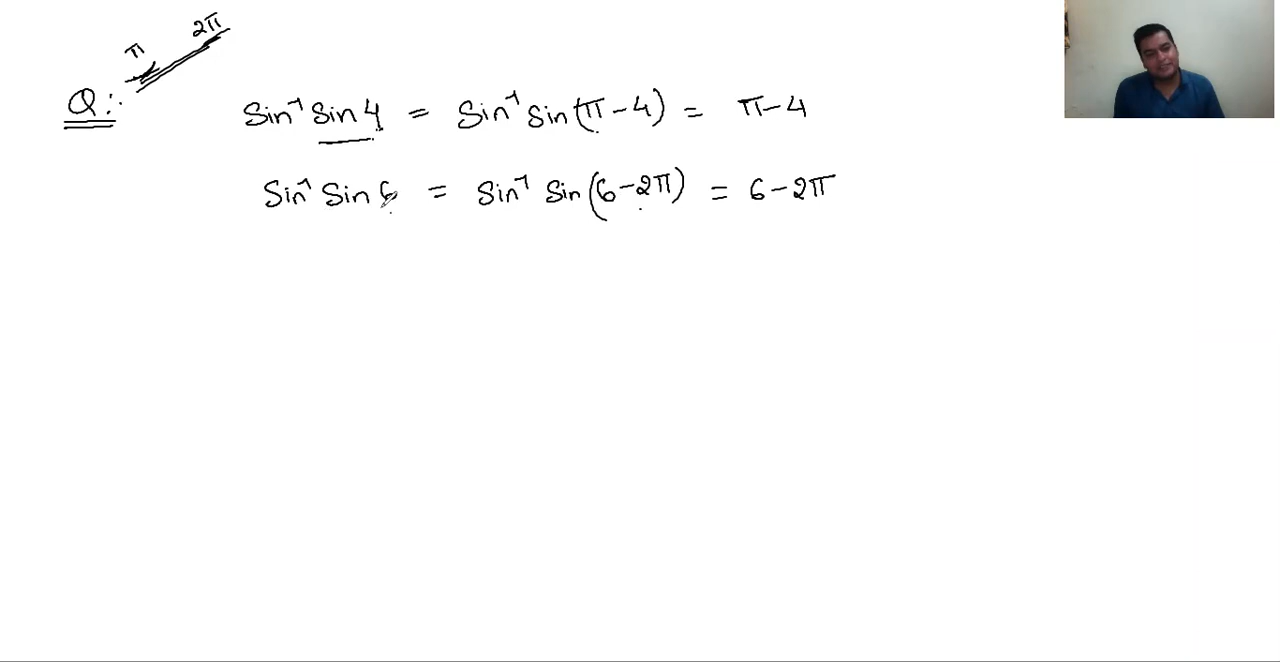 π 2π
Q:. Sin⁻¹ Sin 4 = Sin⁻¹ Sin(π-4) = π-4
Sin⁻¹ Sin 6 = Sin⁻¹ Sin(6-2π) = 6-2π